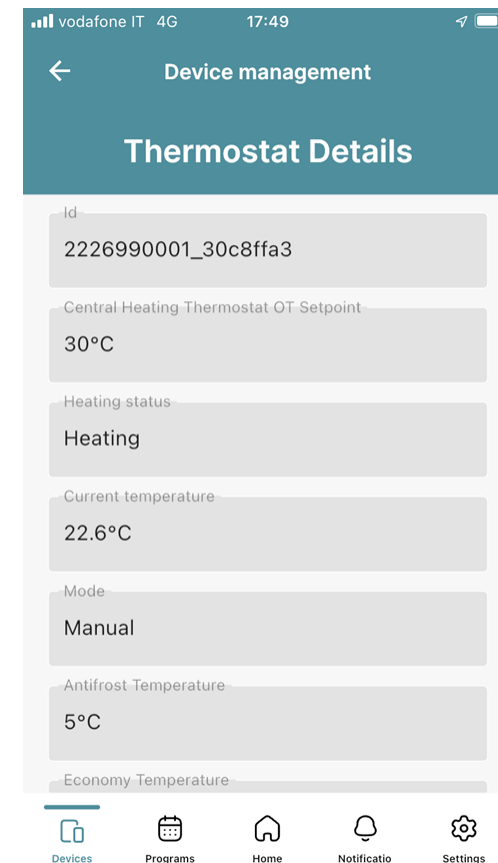 vodafone IT 4G 17:49
Device management
Thermostat Details
Id
2226990001_30c8ffa3
Central Heating Thermostat OT Setpoint
30°C
Heating status
Heating
Current temperature
22.6°C
Mode
Manual
Antifrost Temperature
5°C
Economy Temperature
Devices Programs Home Notificatio Settings